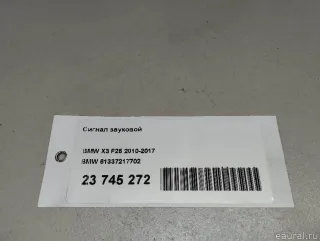 Сигнал звуковой
BMW X3 F25 2010-2017
BMW 61337217702
23 745 272
eaural.ru